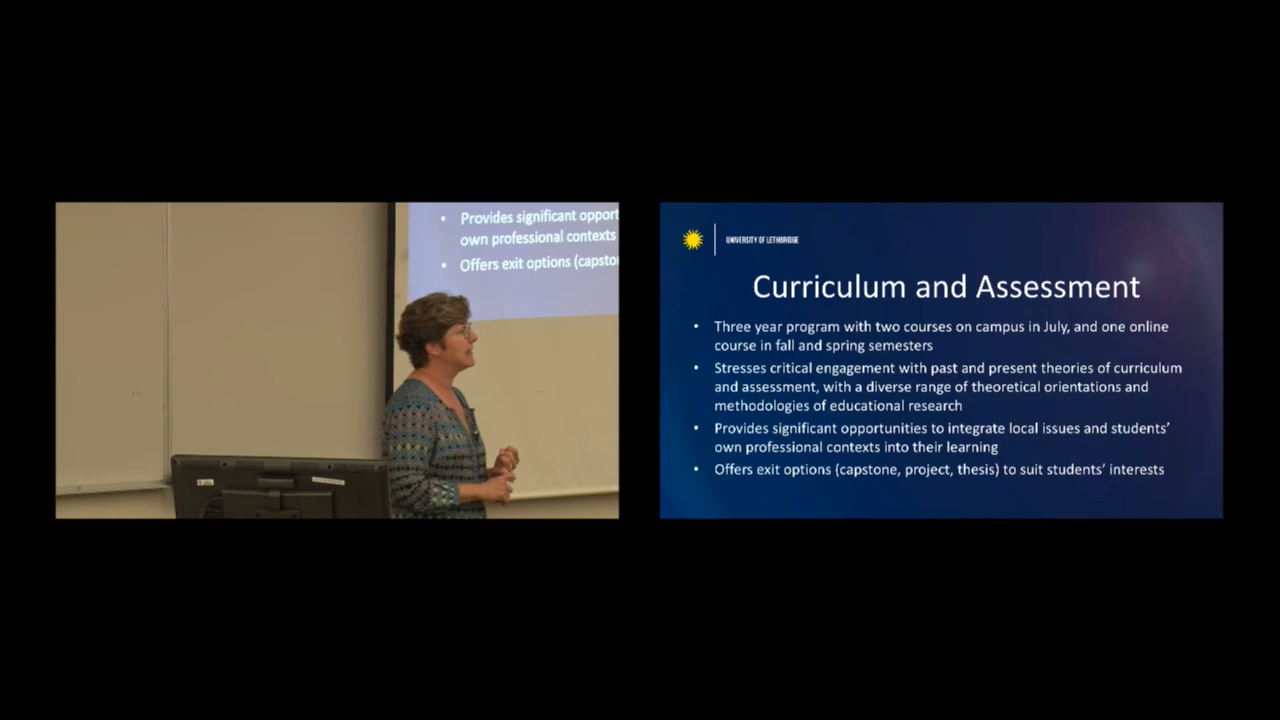 Provides significant opport
own professional contexts
Offers exit options (capsto
UNIVERSITY OF LETHBRIDGE
Curriculum and Assessment
• Three year program with two courses on campus in July, and one online
course in fall and spring semesters
• Stresses critical engagement with past and present theories of curriculum
and assessment, with a diverse range of theoretical orientations and
methodologies of educational research
• Provides significant opportunities to integrate local issues and students’
own professional contexts into their learning
• Offers exit options (capstone, project, thesis) to suit students’ interests